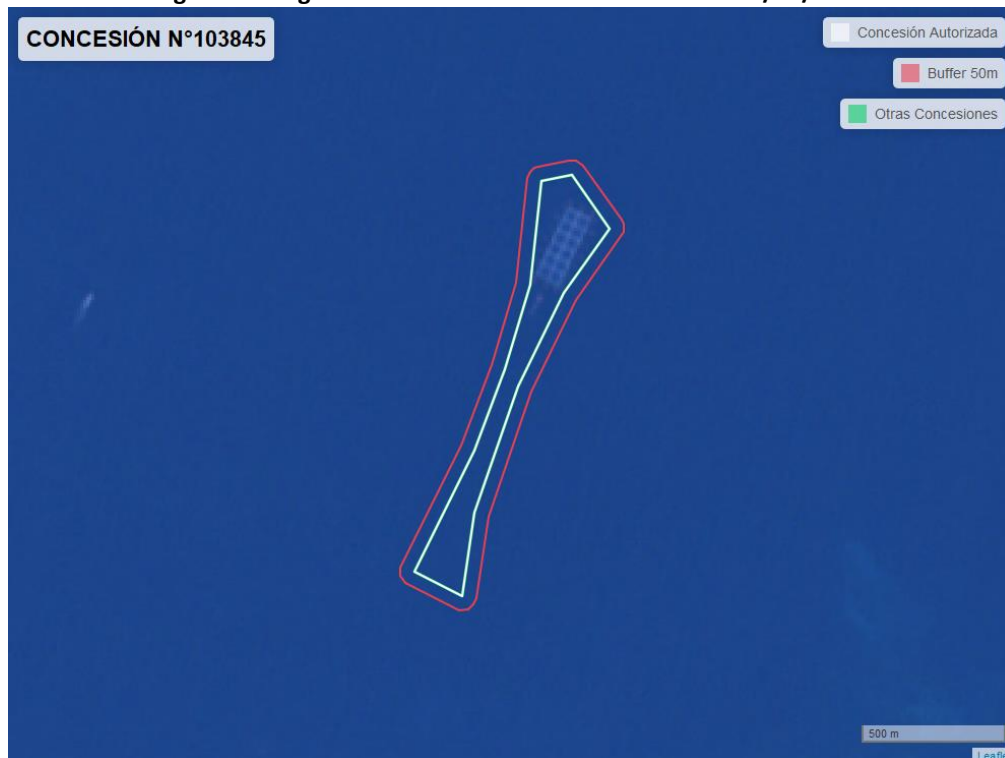 CONCESIÓN N°103845
Concesión Autorizada
Buffer 50m
Otras Concesiones
500 m